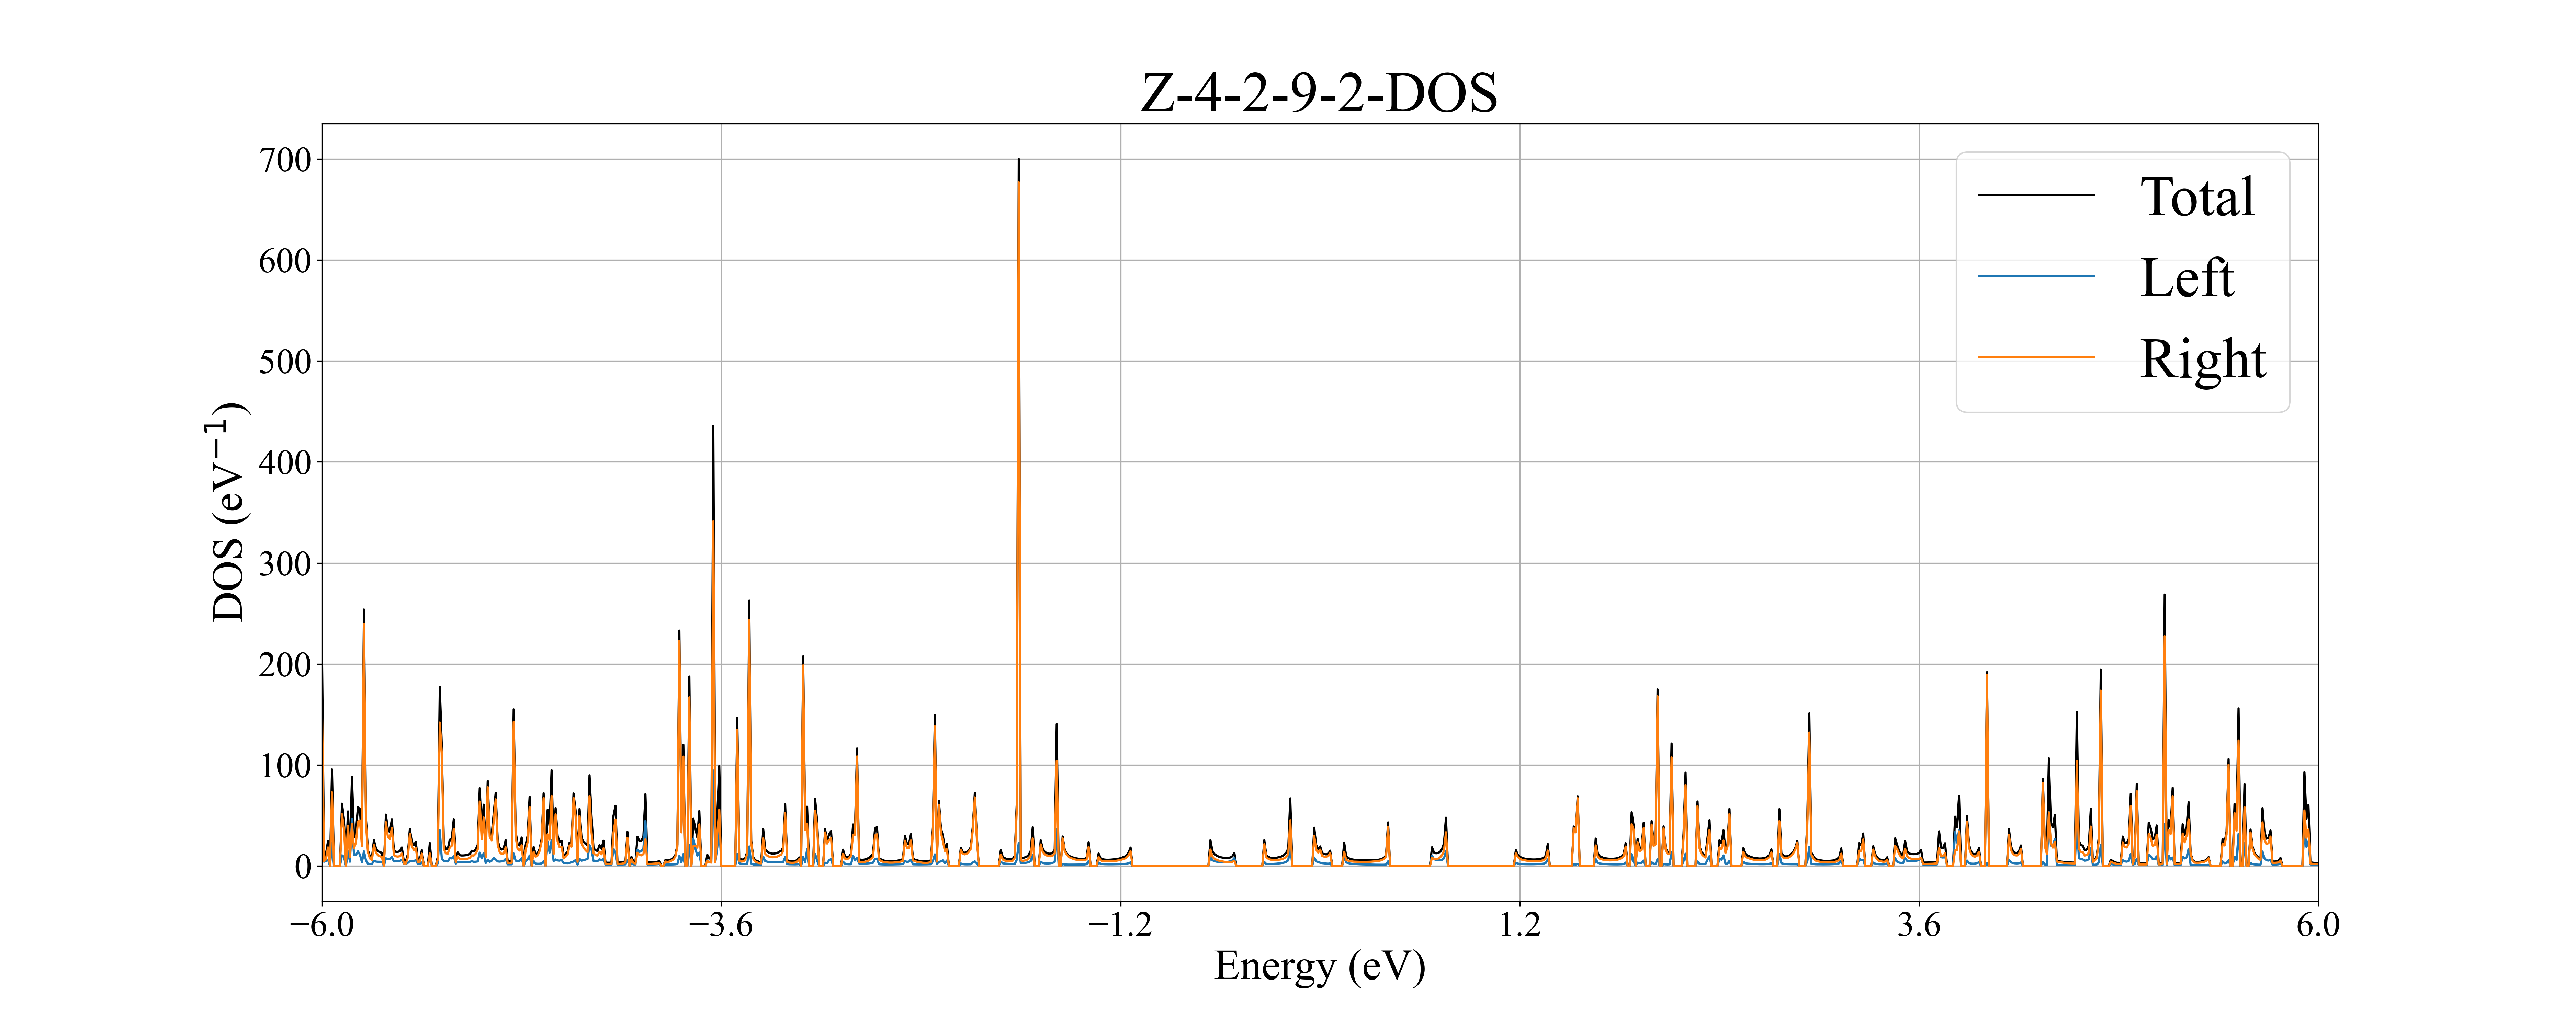 Z-4-2-9-2-DOS
700
600
500
400
300
200
100
0
DOS (eV⁻¹)
Total
Left
Right
−6.0
−3.6
−1.2
1.2
3.6
6.0
Energy (eV)